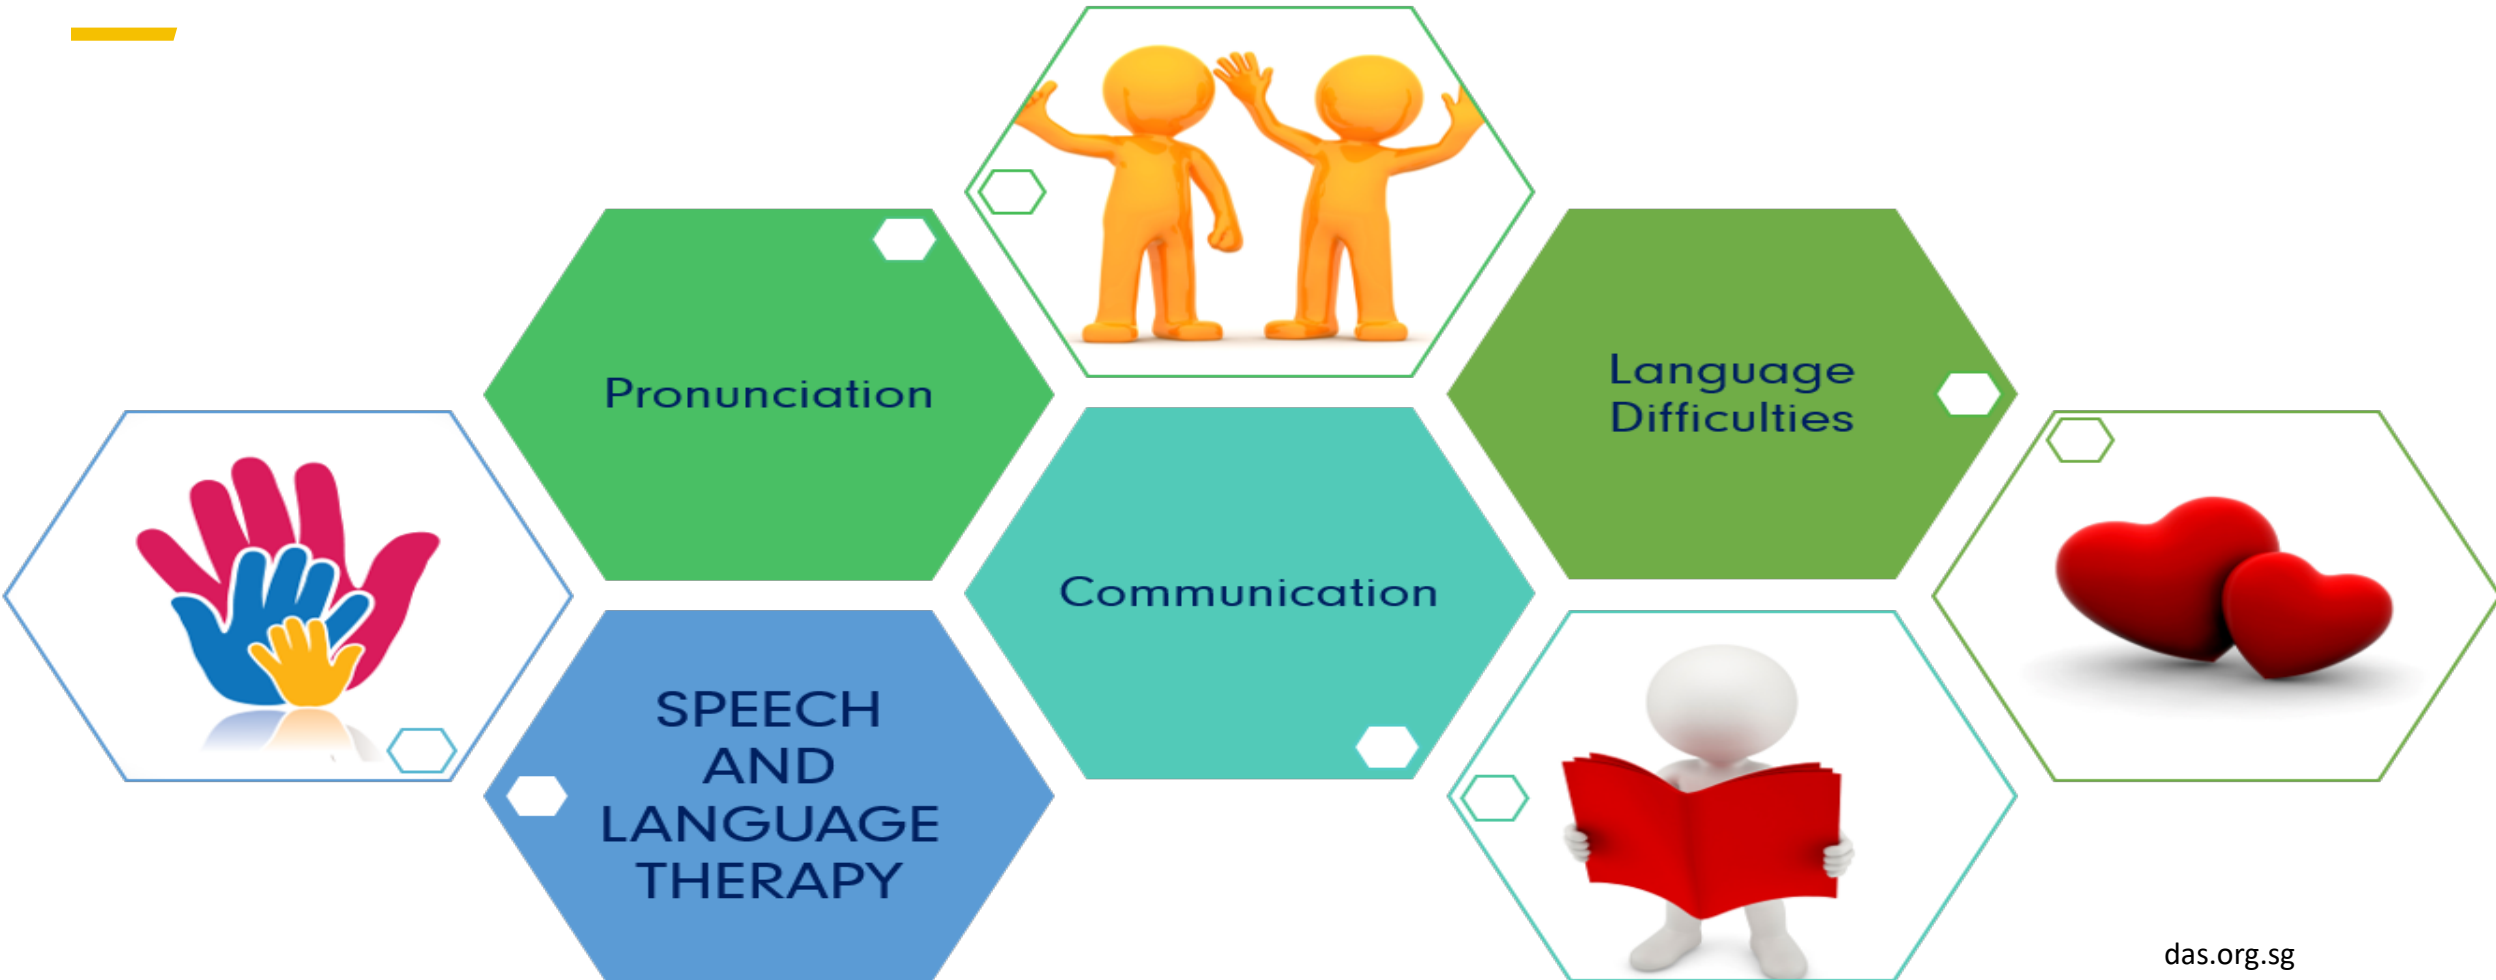 Pronunciation
Language
Difficulties
Communication
SPEECH
AND
LANGUAGE
THERAPY
das.org.sg